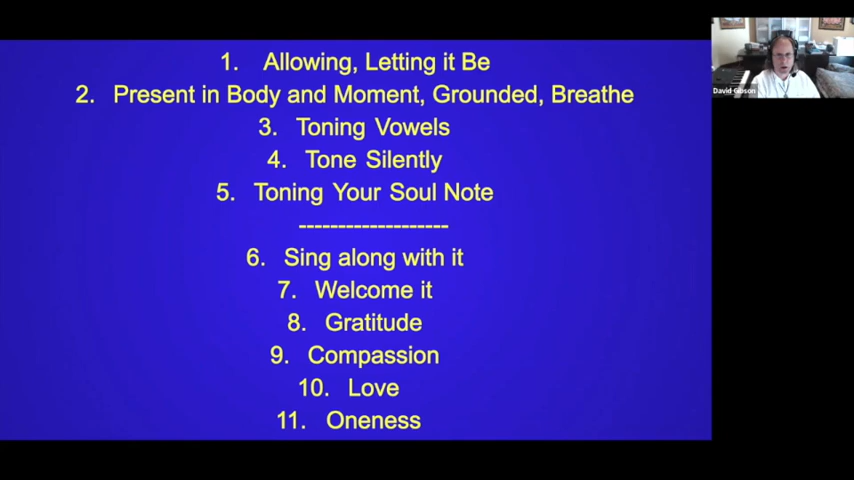 1. Allowing, Letting it Be
2. Present in Body and Moment, Grounded, Breathe
3. Toning Vowels
4. Tone Silently
5. Toning Your Soul Note
-------------------
6. Sing along with it
7. Welcome it
8. Gratitude
9. Compassion
10. Love
11. Oneness
David Gibson